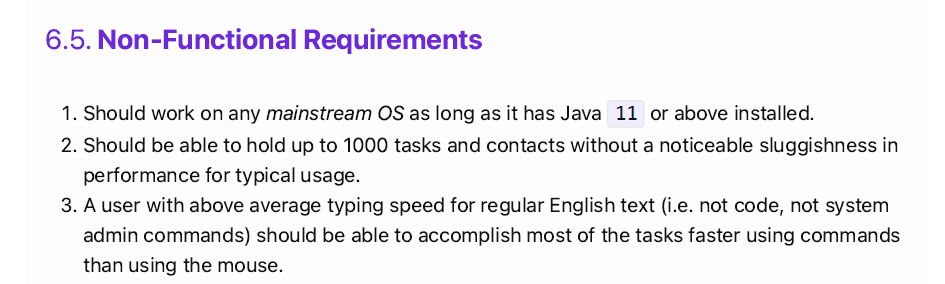 6.5. Non-Functional Requirements
1. Should work on any mainstream OS as long as it has Java 11 or above installed.
2. Should be able to hold up to 1000 tasks and contacts without a noticeable sluggishness in
performance for typical usage.
3. A user with above average typing speed for regular English text (i.e. not code, not system
admin commands) should be able to accomplish most of the tasks faster using commands
than using the mouse.